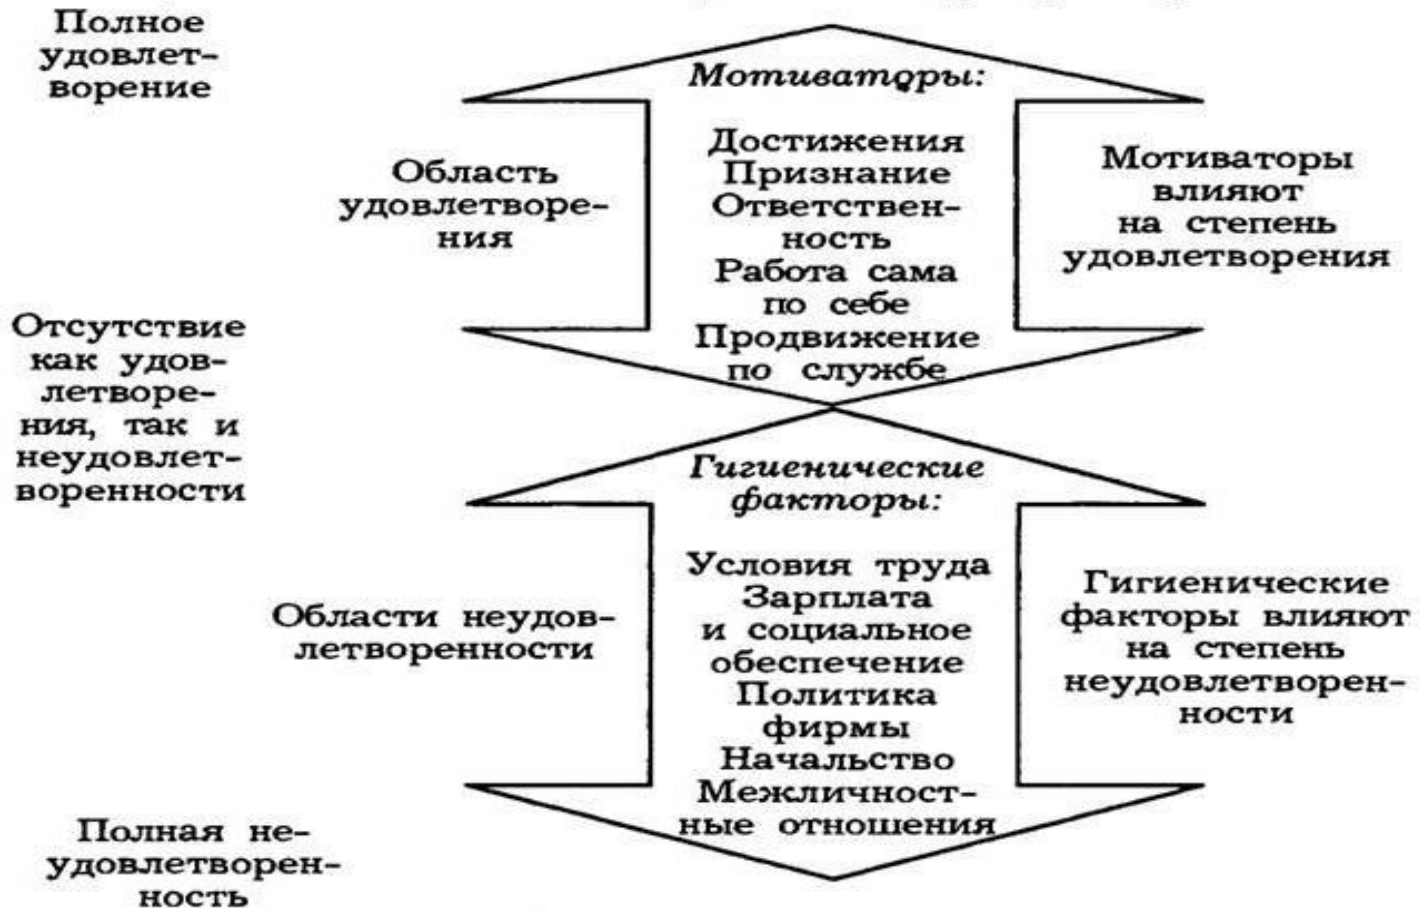 Полное
удовлет-
ворение
Мотиваторы:
Достижения
Признание
Ответствен-
ность
Работа сама
по себе
Продвижение
по службе
Область
удовлетворе-
ния
Мотиваторы
влияют
на степень
удовлетворения
Отсутствие
как удов-
летворе-
ния, так и
неудовлет-
воренности
Гигиенические
факторы:
Условия труда
Зарплата
и социальное
обеспечение
Политика
фирмы
Начальство
Межличност-
ные отношения
Области неудов-
летворенности
Гигиенические
факторы влияют
на степень
неудовлетворен-
ности
Полная не-
удовлетворен-
ность